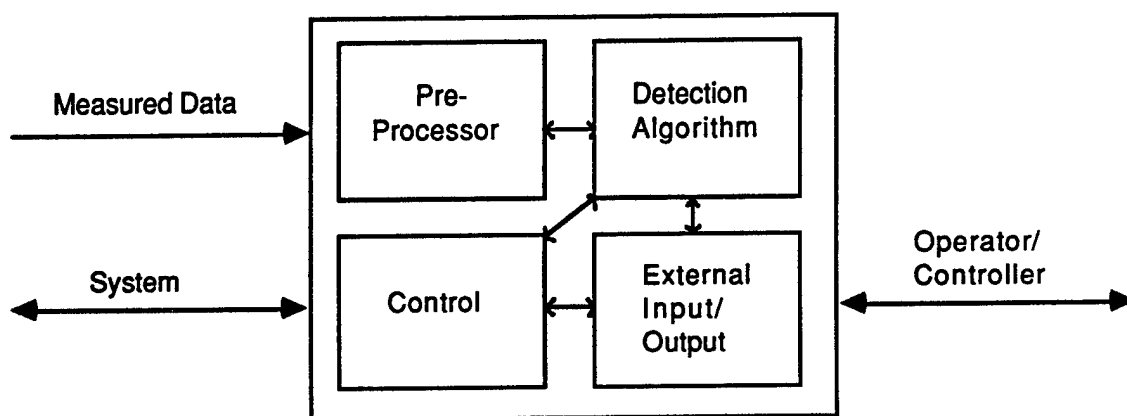 Measured Data
Pre-
Processor
Detection
Algorithm
System
Control
External
Input/
Output
Operator/
Controller